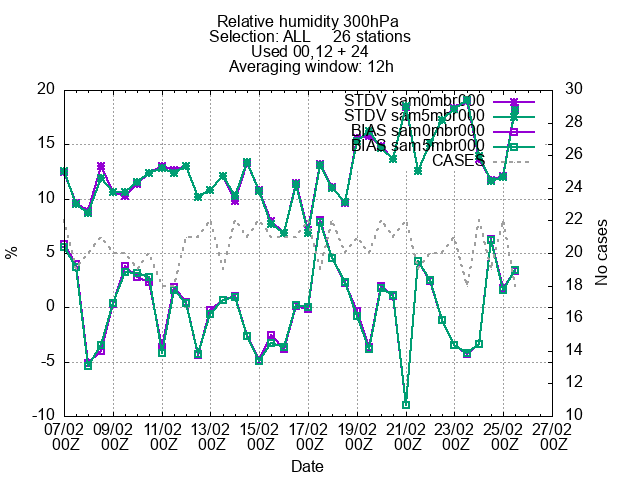 Relative humidity 300hPa
Selection: ALL 26 stations
Used 00,12 + 24
Averaging window: 12h
STDV sam0mbr000
STDV sam5mbr000
BIAS sam0mbr000
BIAS sam5mbr000
CASES
%
20
15
10
5
0
-5
-10
No cases
30
28
26
24
22
20
18
16
14
12
10
07/02 09/02 11/02 13/02 15/02 17/02 19/02 21/02 23/02 25/02 27/02
00Z 00Z 00Z 00Z 00Z 00Z 00Z 00Z 00Z 00Z 00Z
Date